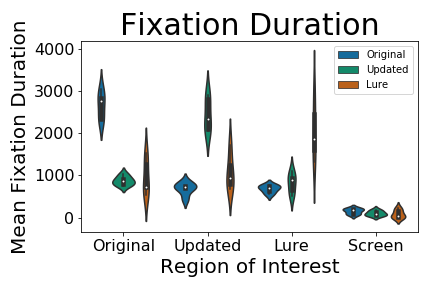 Fixation Duration
Mean Fixation Duration
4000
3000
2000
1000
0
Original
Updated
Lure
Original
Updated
Lure
Screen
Region of Interest